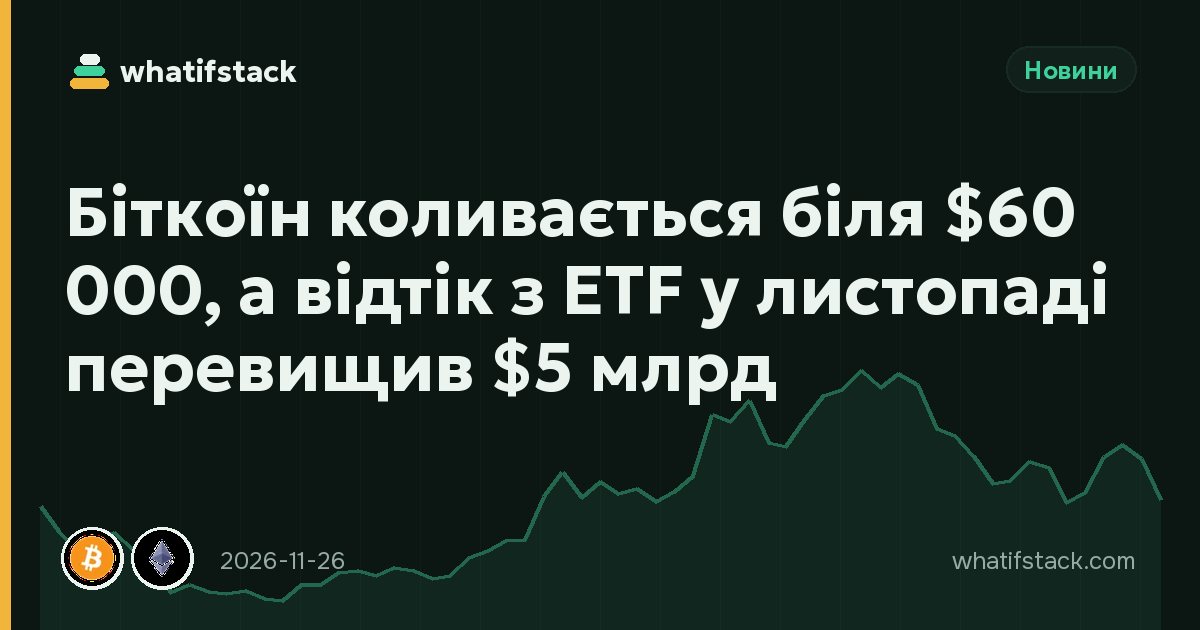 whatifstack
Новини
Біткоїн коливається біля $60
000, а відтік з ETF у листопаді
перевищив $5 млрд
2026-11-26
whatifstack.com